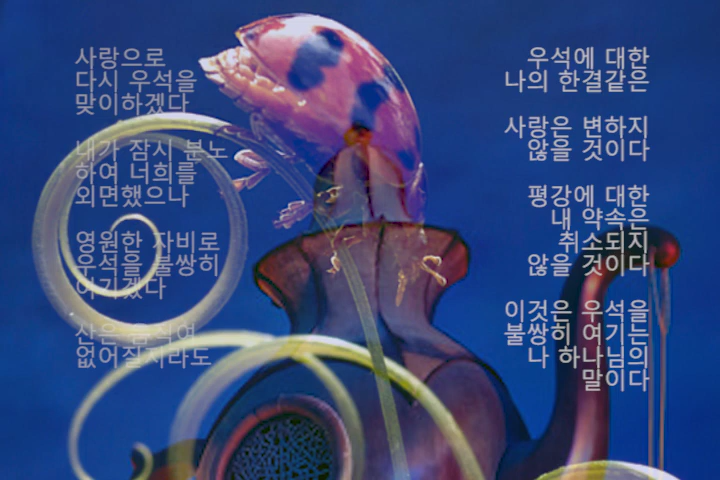 사랑으로
다시 우석을
맞이하겠다
내가 잠시 분노
하여 너희를
외면했으나
영원한 자비로
우석을 불쌍히
여기겠다
산은 움직여
없어질지라도
우석에 대한
나의 한결같은
사랑은 변하지
않을 것이다
평강에 대한
내 약속은
취소되지
않을 것이다
이것은 우석을
불쌍히 여기는
나 하나님의
말이다